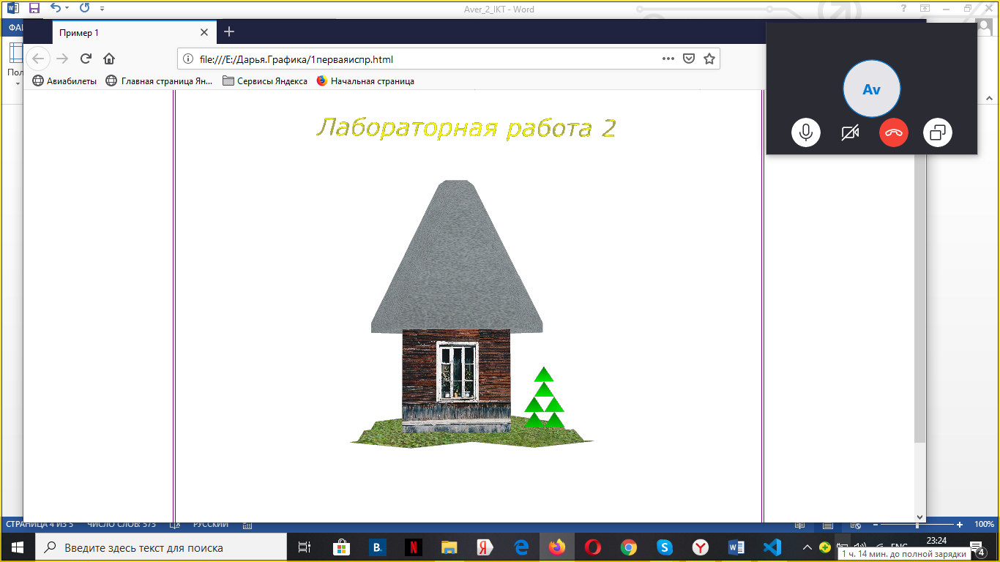 Aver_2_IKT - Word
ФА
Пример 1
file:///E:/Дарья.Графика/1перваяиспр.html
Пол
Авиабилеты
Главная страница Ян...
Сервисы Яндекса
Начальная страница
Av
Лабораторная работа 2
СТРАНИЦА 4 ИЗ 5
ЧИСЛО СЛОВ: 573
РУССКИЙ
100%
Введите здесь текст для поиска
B.
N
Я
S
Y
ENG
23:24
1 ч. 14 мин. до полной зарядки
4